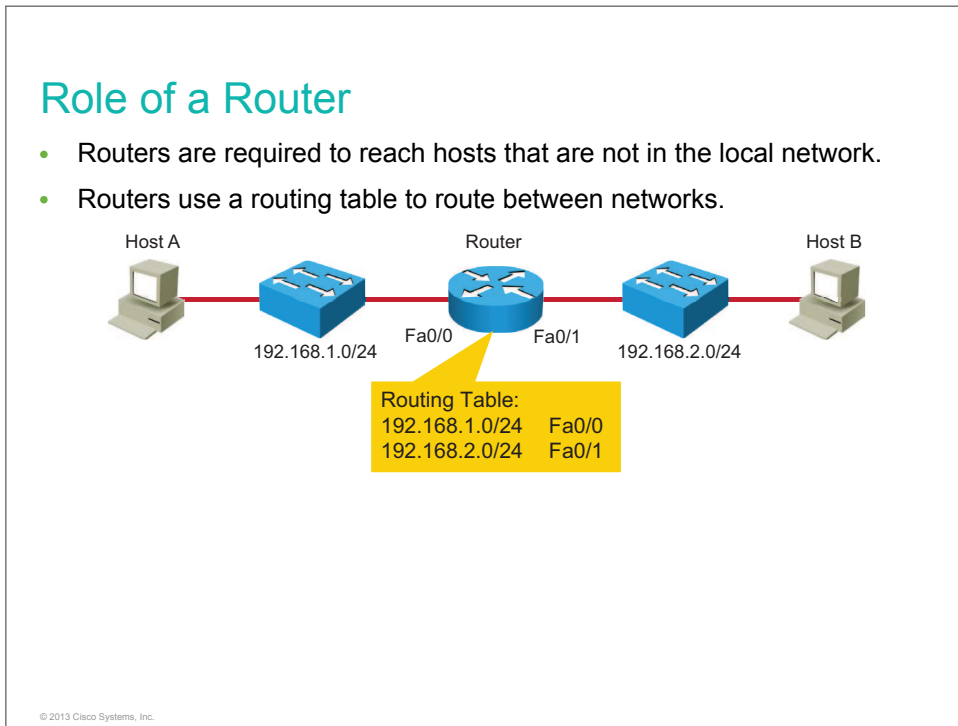 Role of a Router
• Routers are required to reach hosts that are not in the local network.
• Routers use a routing table to route between networks.
Host A Router Host B
Fa0/0 Fa0/1
192.168.1.0/24 192.168.2.0/24
Routing Table:
192.168.1.0/24 Fa0/0
192.168.2.0/24 Fa0/1
© 2013 Cisco Systems, Inc.